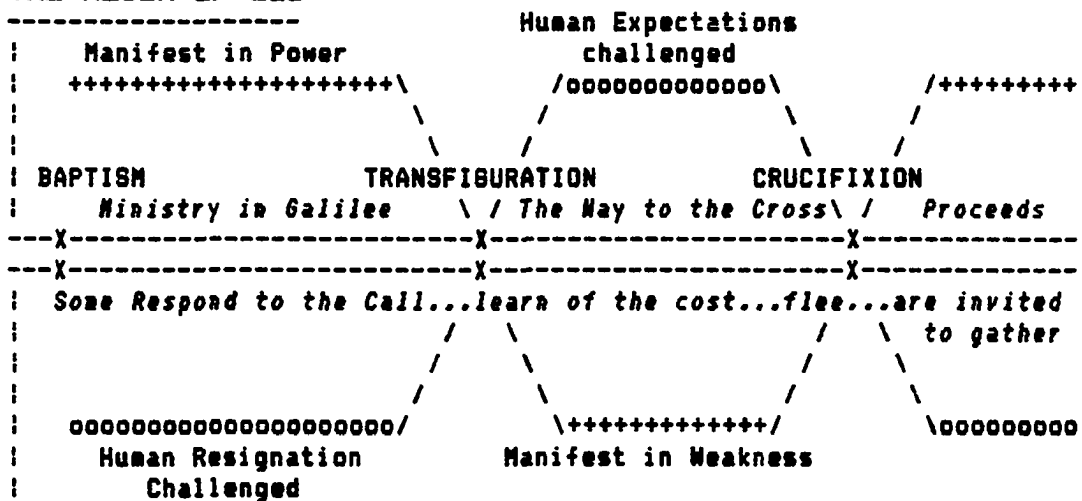 Human Expectations
Manifest in Power challenged
BAPTISM TRANSFIGURATION CRUCIFIXION
Ministry in Galilee The Way to the Cross Proceeds
Some Respond to the Call...learn of the cost...flee...are invited
to gather
Human Resignation Manifest in Weakness
Challenged